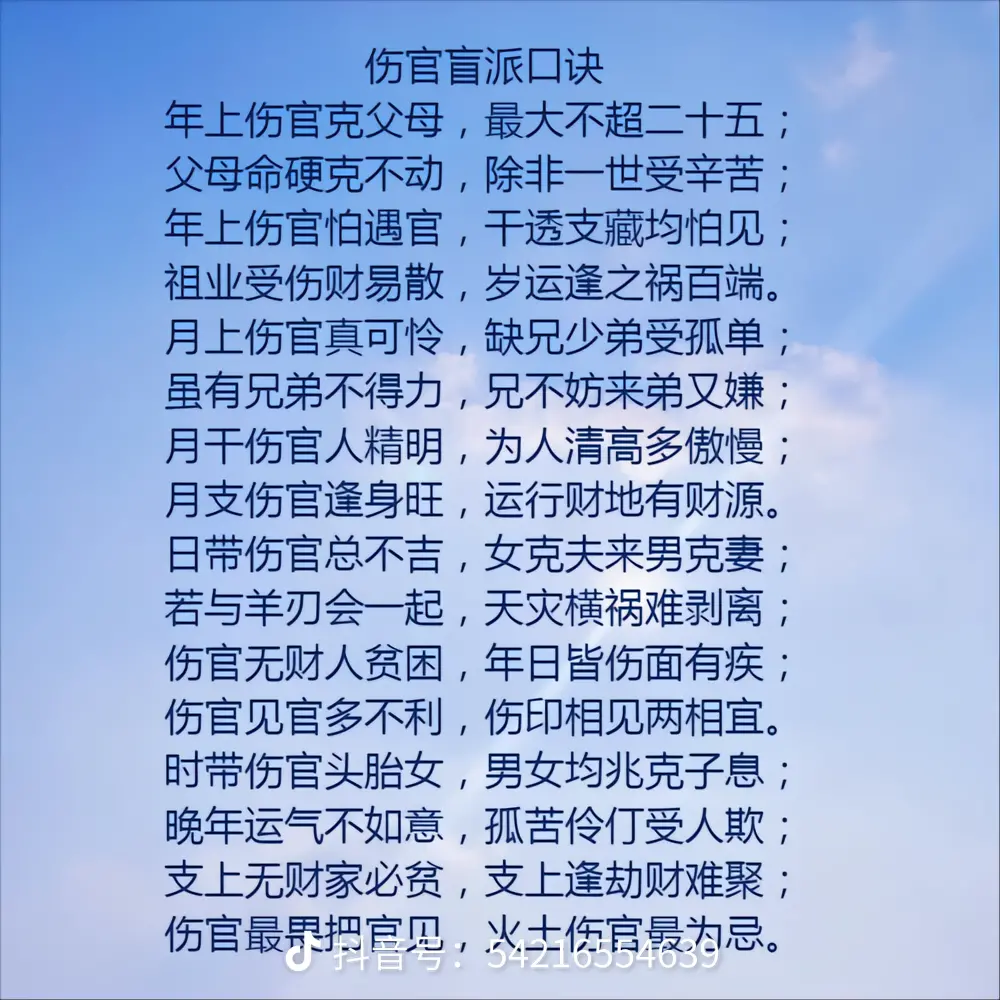 伤官盲派口诀
年上伤官克父母，最大不超二十五；
父母命硬克不动，除非一世受辛苦；
年上伤官怕遇官，干透支藏均怕见；
祖业受伤财易散，岁运逢之祸百端。
月上伤官真可怜，缺兄少弟受孤单；
虽有兄弟不得力，兄不妨来弟又嫌；
月干伤官人精明，为人清高多傲慢；
月支伤官逢身旺，运行财地有财源。
日带伤官总不吉，女克夫来男克妻；
若与羊刃会一起，天灾横祸难剥离；
伤官无财人贫困，年日皆伤面有疾；
伤官见官多不利，伤印相见两相宜。
时带伤官头胎女，男女均兆克子息；
晚年运气不如意，孤苦伶仃受人欺；
支上无财家必贫，支上逢劫财难聚；
伤官最畏把官见，火土伤官最为忌。
抖音号：54216554639